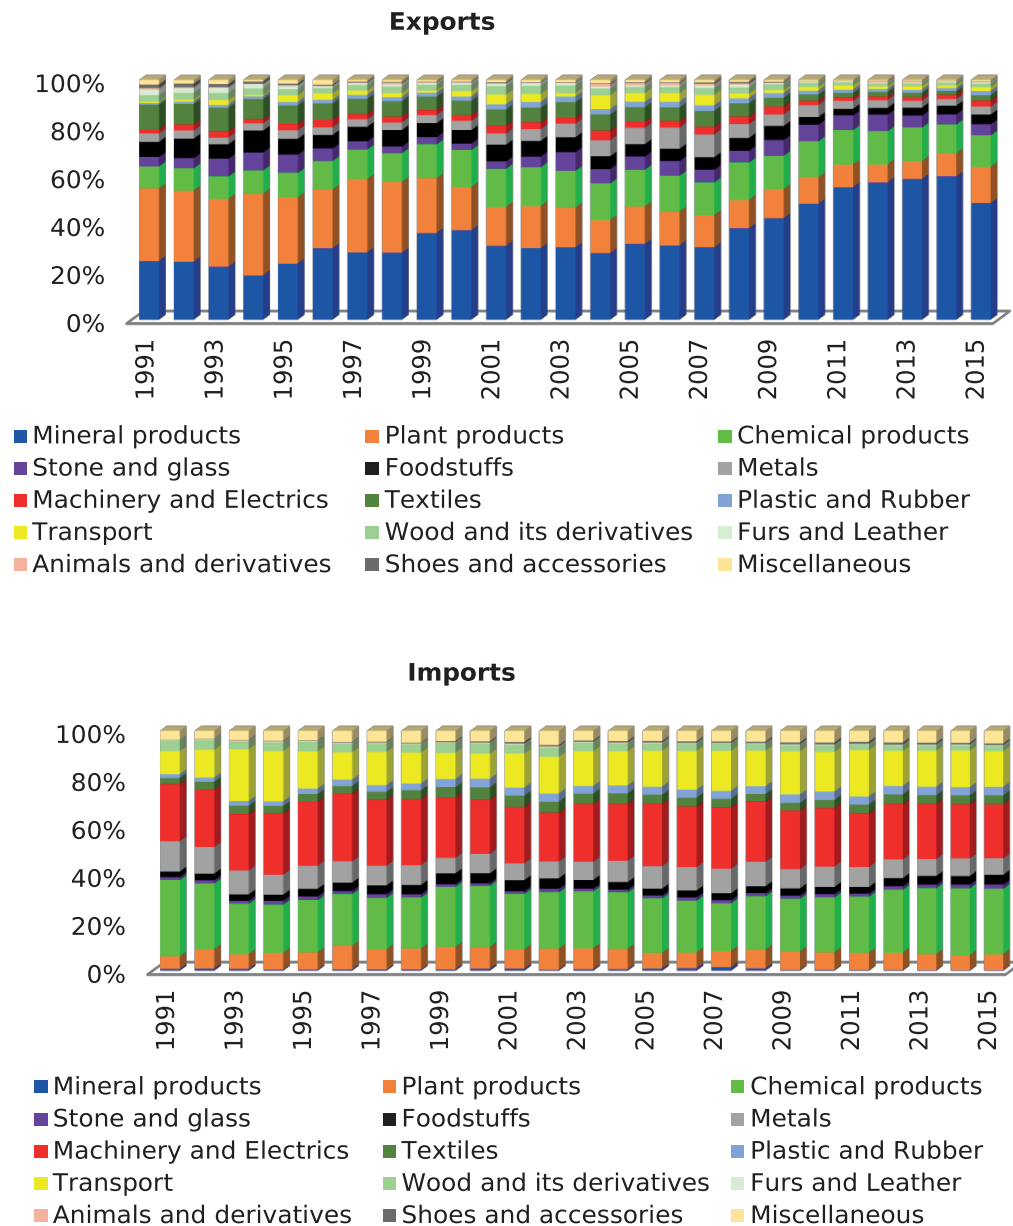 Exports
100%
80%
60%
40%
20%
0%
1991 1993 1995 1997 1999 2001 2003 2005 2007 2009 2011 2013 2015
Mineral products Plant products Chemical products
Stone and glass Foodstuffs Metals
Machinery and Electrics Textiles Plastic and Rubber
Transport Wood and its derivatives Furs and Leather
Animals and derivatives Shoes and accessories Miscellaneous
Imports
100%
80%
60%
40%
20%
0%
1991 1993 1995 1997 1999 2001 2003 2005 2007 2009 2011 2013 2015
Mineral products Plant products Chemical products
Stone and glass Foodstuffs Metals
Machinery and Electrics Textiles Plastic and Rubber
Transport Wood and its derivatives Furs and Leather
Animals and derivatives Shoes and accessories Miscellaneous